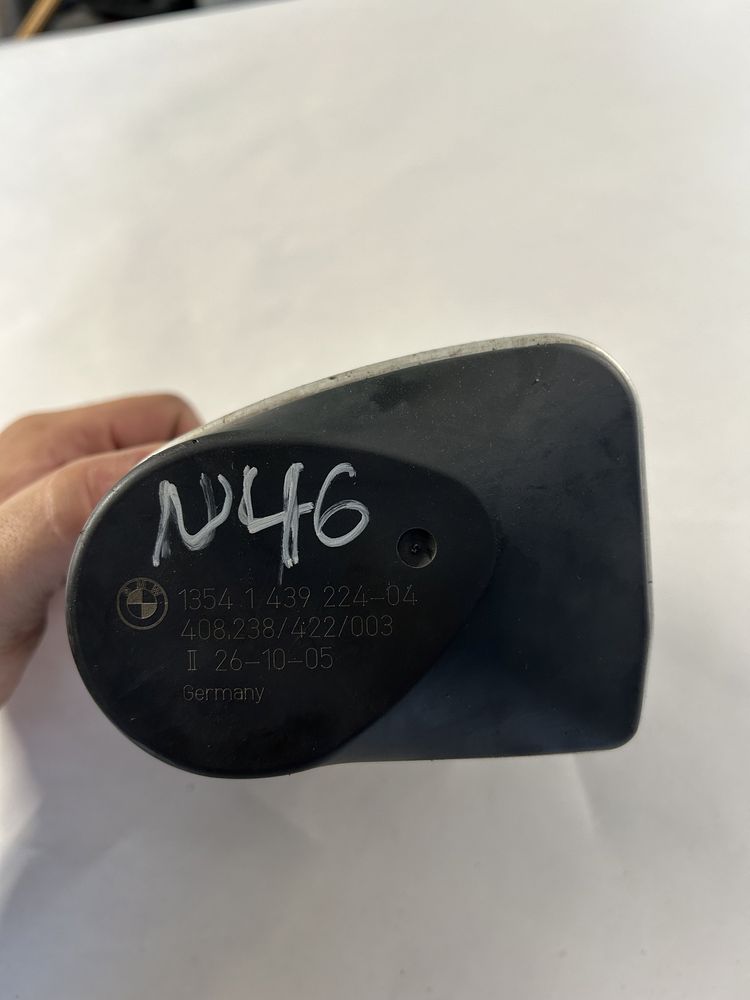 N46
1354 1 439 224-04
408.238/422/003
II 26-10-05
Germany